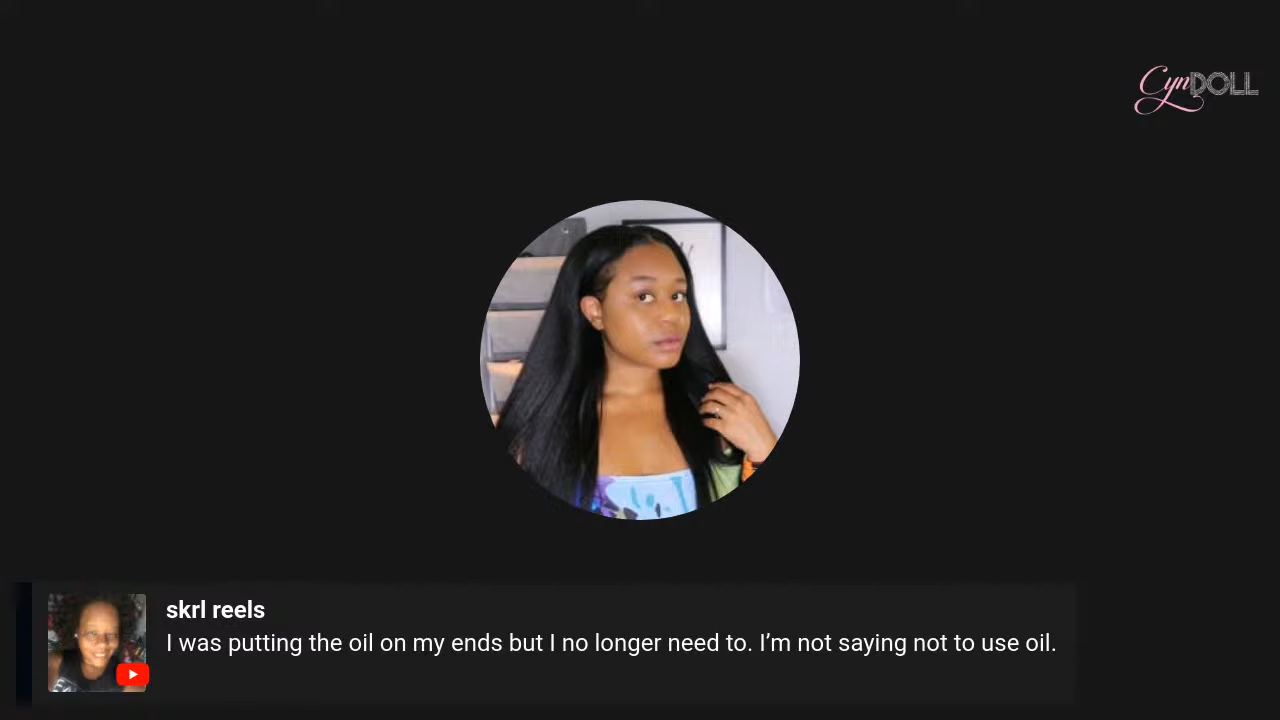 CynDOLL
skrl reels
I was putting the oil on my ends but I no longer need to. I’m not saying not to use oil.